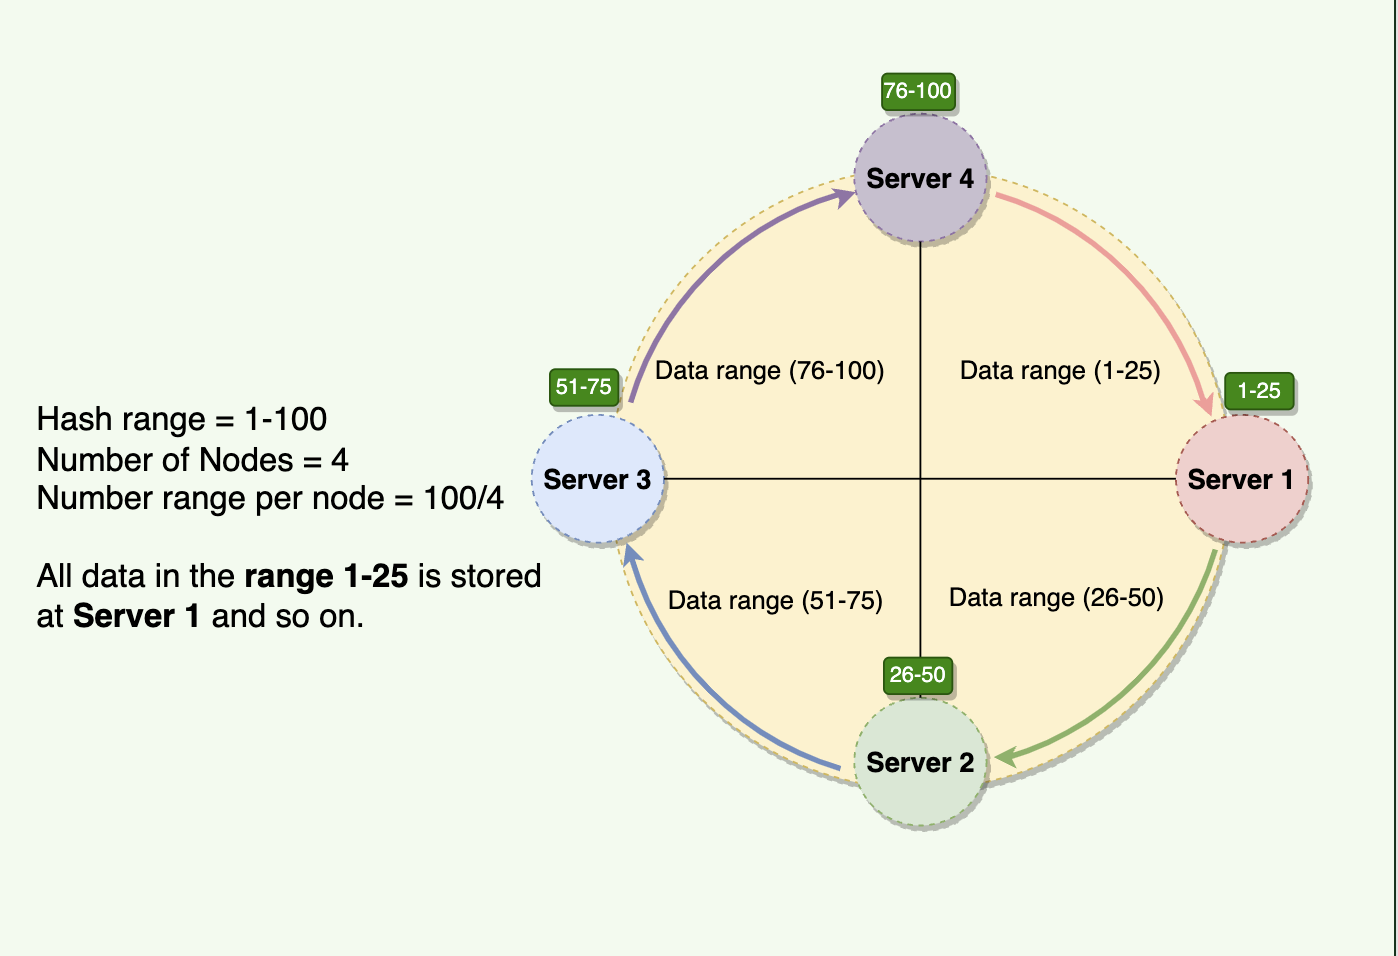 76-100
Server 4
Data range (76-100)
Data range (1-25)
51-75
1-25
Hash range = 1-100
Number of Nodes = 4
Number range per node = 100/4
Server 3
Server 1
All data in the range 1-25 is stored
at Server 1 and so on.
Data range (51-75)
Data range (26-50)
26-50
Server 2